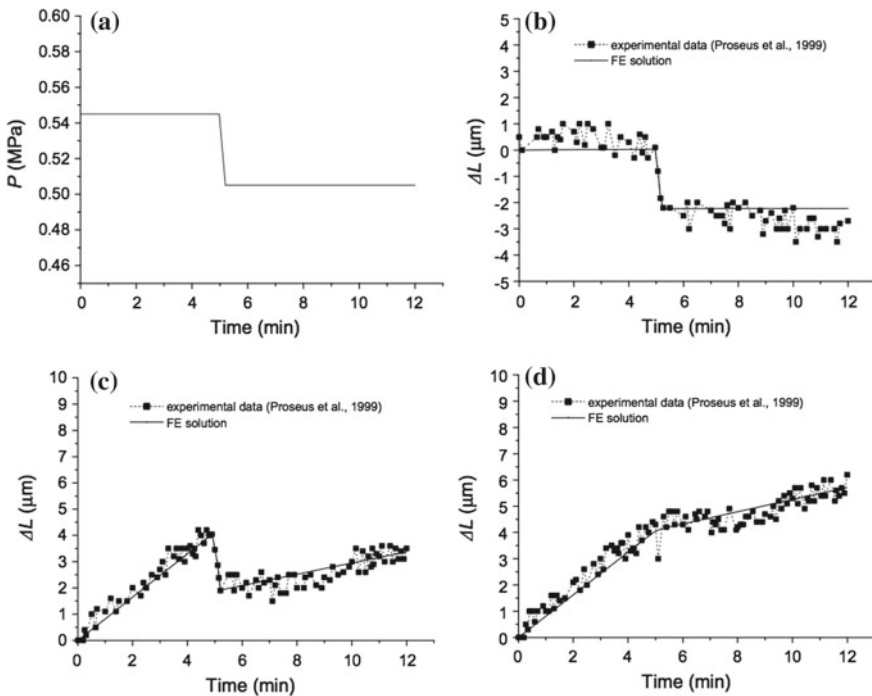 (a)
P (MPa)
0.60
0.58
0.56
0.54
0.52
0.50
0.48
0.46
0 2 4 6 8 10 12
Time (min)
(b)
experimental data (Proseus et al., 1999)
FE solution
ΔL (μm)
5
4
3
2
1
0
-1
-2
-3
-4
-5
0 2 4 6 8 10 12
Time (min)
(c)
experimental data (Proseus et al., 1999)
FE solution
ΔL (μm)
10
9
8
7
6
5
4
3
2
1
0
0 2 4 6 8 10 12
Time (min)
(d)
experimental data (Proseus et al., 1999)
FE solution
ΔL (μm)
10
9
8
7
6
5
4
3
2
1
0
0 2 4 6 8 10 12
Time (min)